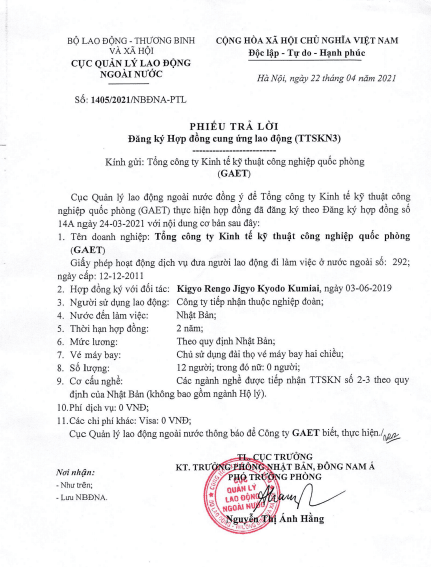 BỘ LAO ĐỘNG - THƯƠNG BINH
VÀ XÃ HỘI
CỤC QUẢN LÝ LAO ĐỘNG
NGOÀI NƯỚC
Số: 1405/2021/NBĐNA-PTL
CỘNG HÒA XÃ HỘI CHỦ NGHĨA VIỆT NAM
Độc lập - Tự do - Hạnh phúc
Hà Nội, ngày 22 tháng 04 năm 2021
PHIẾU TRẢ LỜI
Đăng ký Hợp đồng cung ứng lao động (TTSKN3)
Kính gửi: Tổng công ty Kinh tế kỹ thuật công nghiệp quốc phòng
(GAET)
Cục Quản lý lao động ngoài nước đồng ý để Tổng công ty Kinh tế kỹ thuật công
nghiệp quốc phòng (GAET) thực hiện hợp đồng đã đăng ký theo Đăng ký hợp đồng số
14A ngày 24-03-2021 với nội dung cơ bản sau đây:
1. Tên doanh nghiệp: Tổng công ty Kinh tế kỹ thuật công nghiệp quốc phòng
(GAET)
Giấy phép hoạt động dịch vụ đưa người lao động đi làm việc ở nước ngoài số: 292;
ngày cấp: 12-12-2011
2. Hợp đồng ký với đối tác: Kigyo Rengo Jigyo Kyodo Kumiai, ngày 03-06-2019
3. Người sử dụng lao động: Công ty tiếp nhận thuộc nghiệp đoàn;
4. Nước đến làm việc: Nhật Bản;
5. Thời hạn hợp đồng: 2 năm;
6. Mức lương: Theo quy định Nhật Bản;
7. Vé máy bay: Chủ sử dụng đài thọ vé máy bay hai chiều;
8. Số lượng: 12 người; trong đó nữ: 0 người;
9. Cơ cấu nghề: Các ngành nghề được tiếp nhận TTSKN số 2-3 theo quy
định của Nhật Bản (không bao gồm ngành Hộ lý).
10.Phí dịch vụ: 0 VNĐ;
11.Các chi phí khác: Visa: 0 VNĐ;
Cục Quản lý lao động ngoài nước thông báo để Công ty GAET biết, thực hiện./
TL. CỤC TRƯỞNG
KT. TRƯỞNG PHÒNG NHẬT BẢN, ĐÔNG NAM Á
PHÓ TRƯỞNG PHÒNG
Nơi nhận:
- Như trên;
- Lưu NBĐNA.
CỤC
QUẢN LÝ
LAO ĐỘNG
NGOÀI NƯỚC
Nguyễn Thị Ánh Hằng